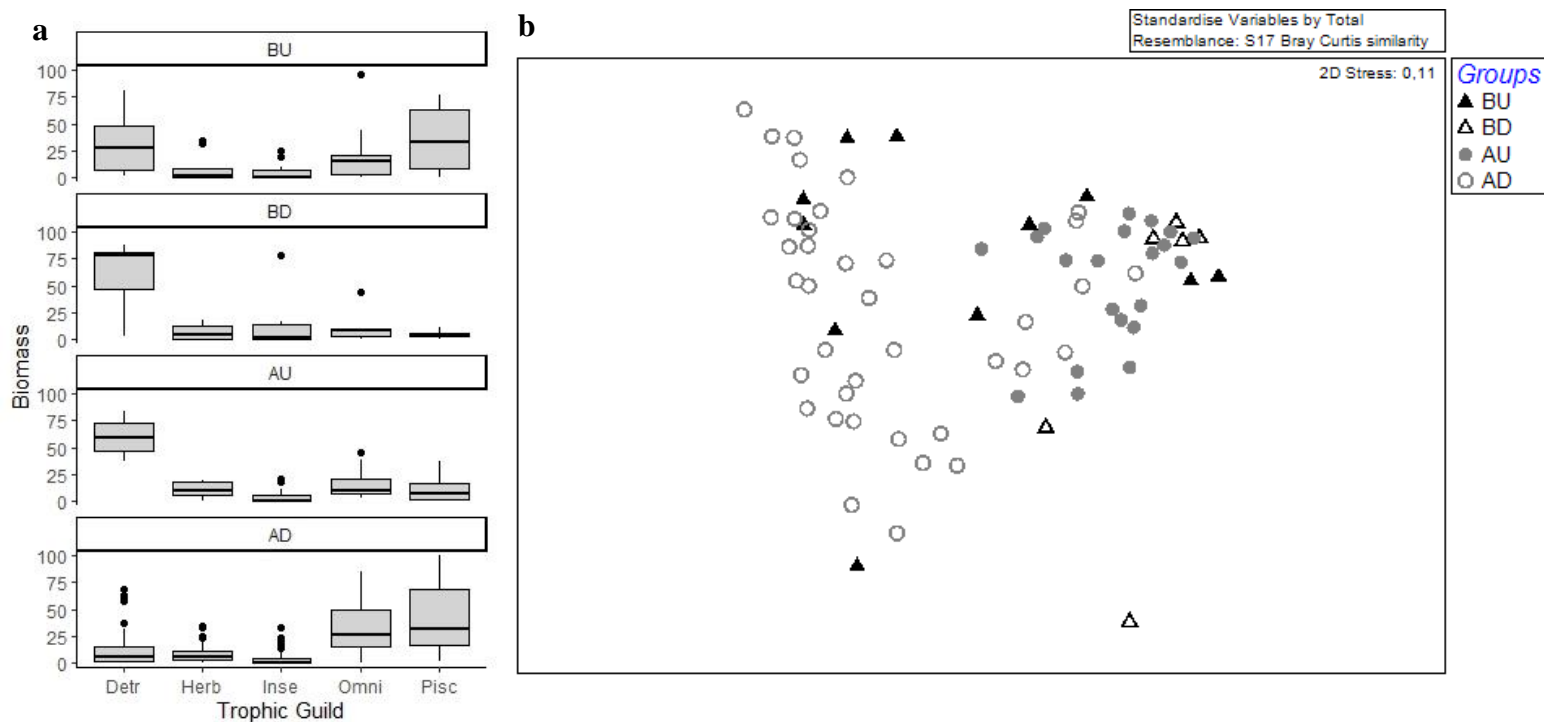 a
BU
100
75
50
25
0
BD
100
75
50
25
0
AU
100
75
50
25
0
AD
100
75
50
25
0
Biomass
Detr Herb Inse Omni Pisc
Trophic Guild
b
Standardise Variables by Total
Resemblance: S17 Bray Curtis similarity
2D Stress: 0,11
Groups
BU
BD
AU
AD